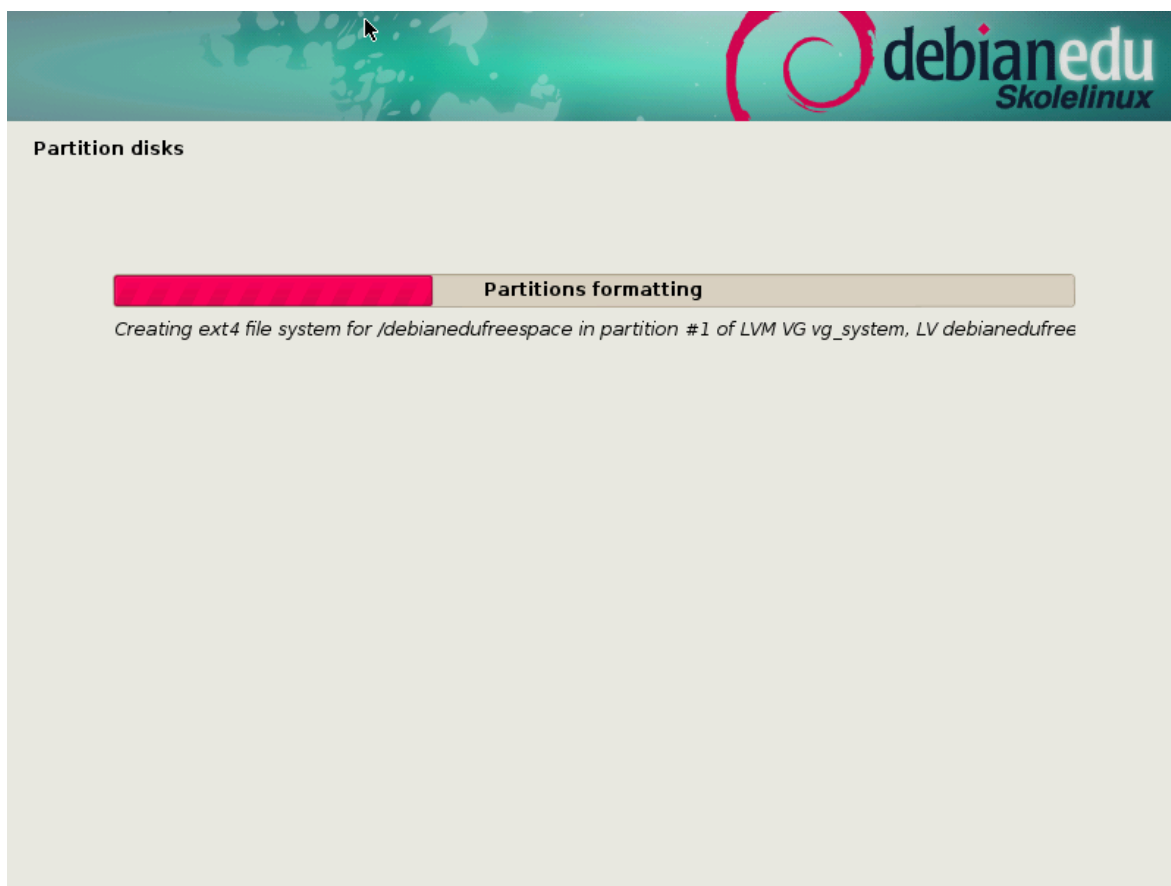 debianedu
Skolelinux
Partition disks
Partitions formatting
Creating ext4 file system for /debianedufreespace in partition #1 of LVM VG vg_system, LV debianedufree